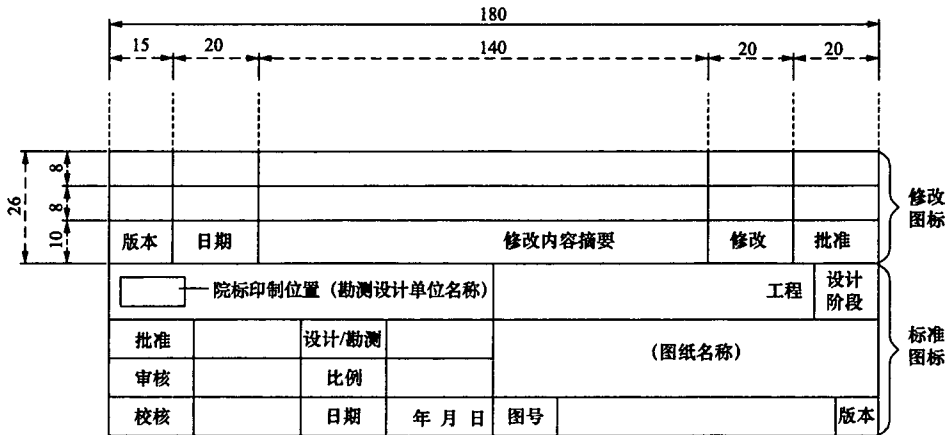 180
15 20 140 20 20
8
26
8
修改
图标
10
版本 日期 修改内容摘要 修改 批准
院标印制位置（勘测设计单位名称） 工程 设计
阶段
批准 设计/勘测 （图纸名称） 标准
图标
审核 比例
校核 日期 年 月 日 图号 版本